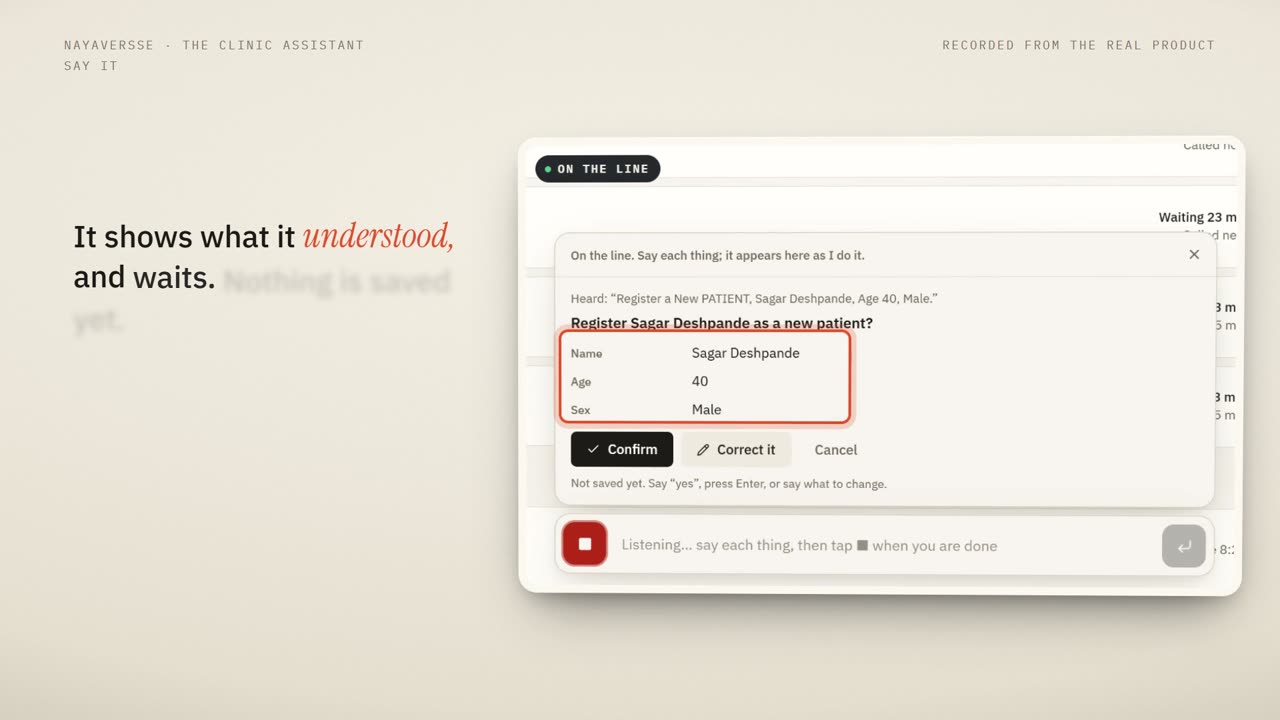 NAYAVERSSE · THE CLINIC ASSISTANT
SAY IT
RECORDED FROM THE REAL PRODUCT
It shows what it understood,
and waits. Nothing is saved
yet.
ON THE LINE
Waiting 23 m
On the line. Say each thing; it appears here as I do it.
Heard: “Register a New PATIENT, Sagar Deshpande, Age 40, Male.”
Register Sagar Deshpande as a new patient?
Name Sagar Deshpande
Age 40
Sex Male
Confirm Correct it Cancel
Not saved yet. Say “yes”, press Enter, or say what to change.
Listening... say each thing, then tap ■ when you are done